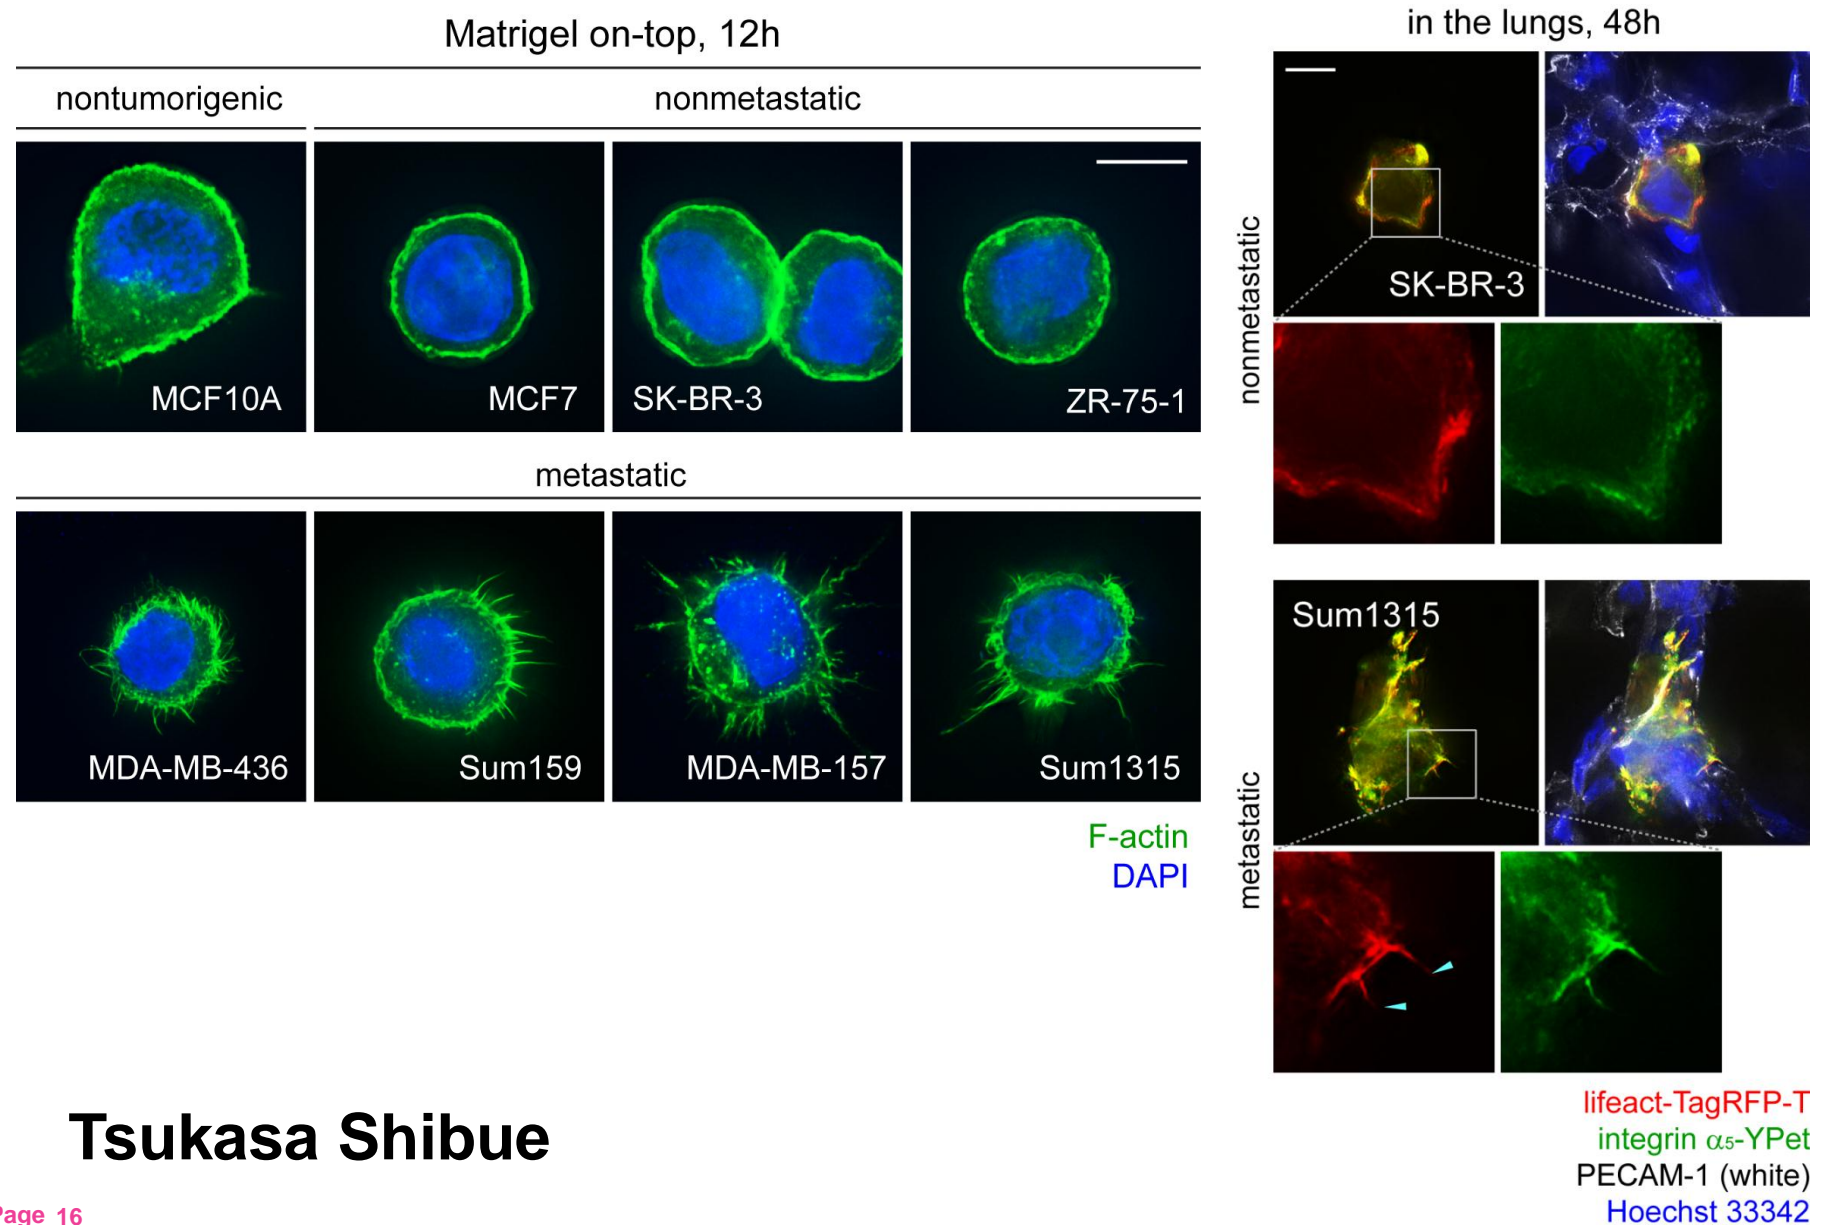 Matrigel on-top, 12h
nontumorigenic
nonmetastatic
MCF10A
MCF7
SK-BR-3
ZR-75-1
metastatic
MDA-MB-436
Sum159
MDA-MB-157
Sum1315
F-actin
DAPI
in the lungs, 48h
nonmetastatic
SK-BR-3
metastatic
Sum1315
lifeact-TagRFP-T
integrin α5-YPet
PECAM-1 (white)
Hoechst 33342
Tsukasa Shibue
Page 16